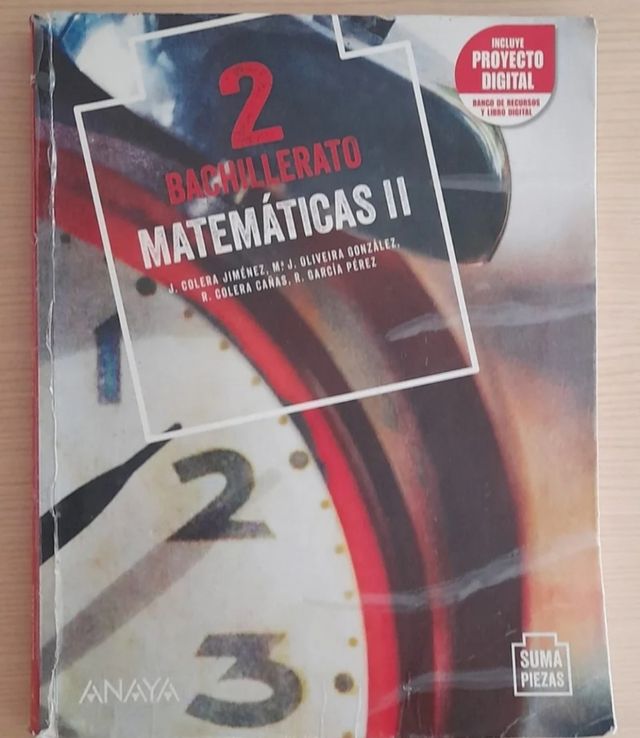 INCLUYE
PROYECTO
DIGITAL
BANCO DE RECURSOS
Y LIBRO DIGITAL
2
BACHILLERATO
MATEMÁTICAS II
J. COLERA JIMÉNEZ, Mª J. OLIVEIRA GONZÁLEZ,
R. COLERA CAÑAS, R. GARCÍA PÉREZ
1
2
3
ANAYA
SUMA
PIEZAS